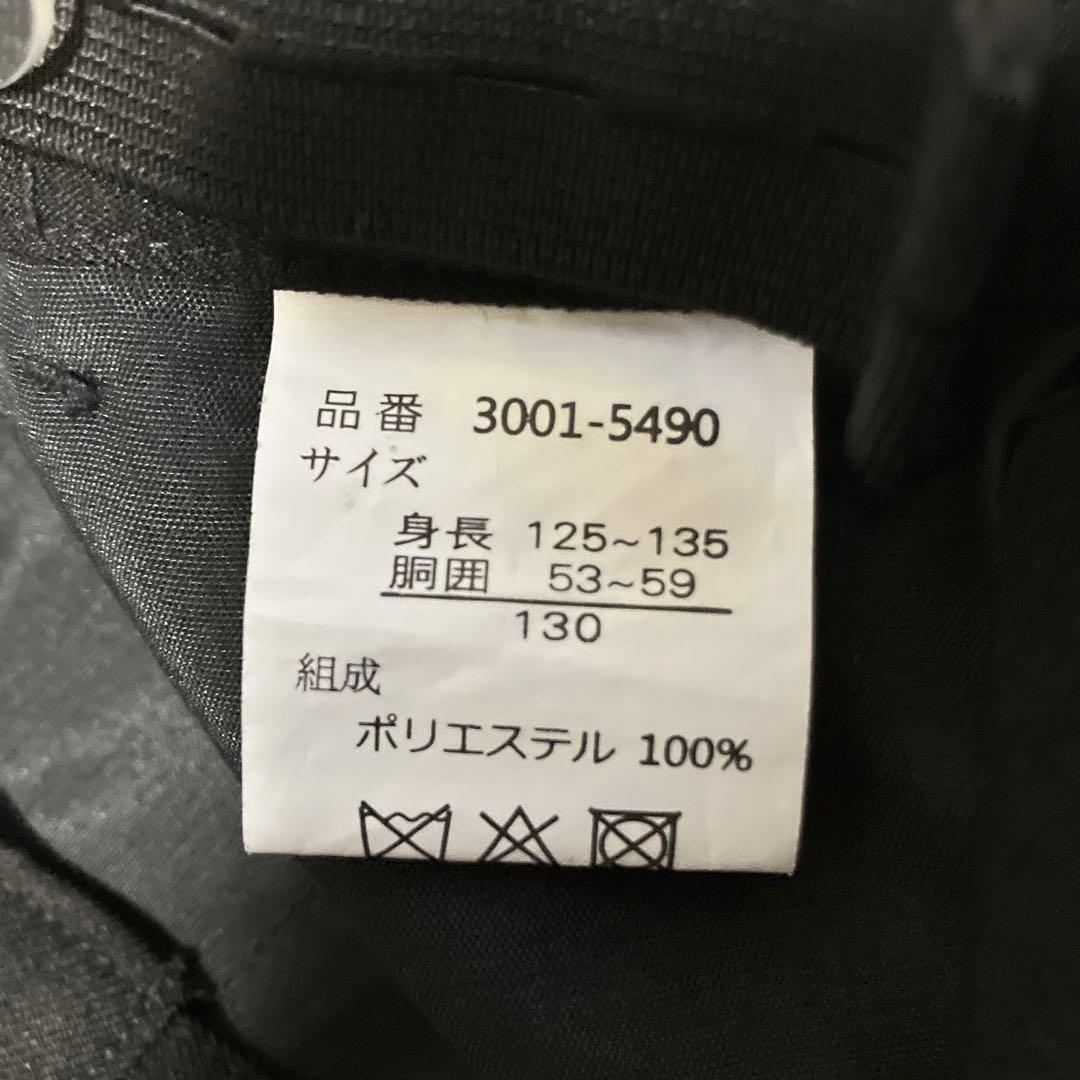 品番 3001-5490
サイズ
身長 125~135
胴囲 53~59
130
組成
ポリエステル 100%